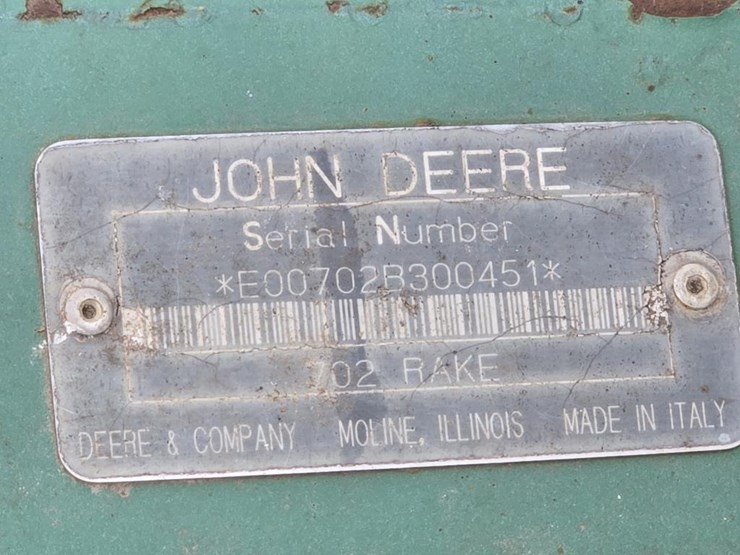 JOHN DEERE
Serial Number
*E00702B300451*
702 RAKE
DEERE & COMPANY MOLINE, ILLINOIS MADE IN ITALY